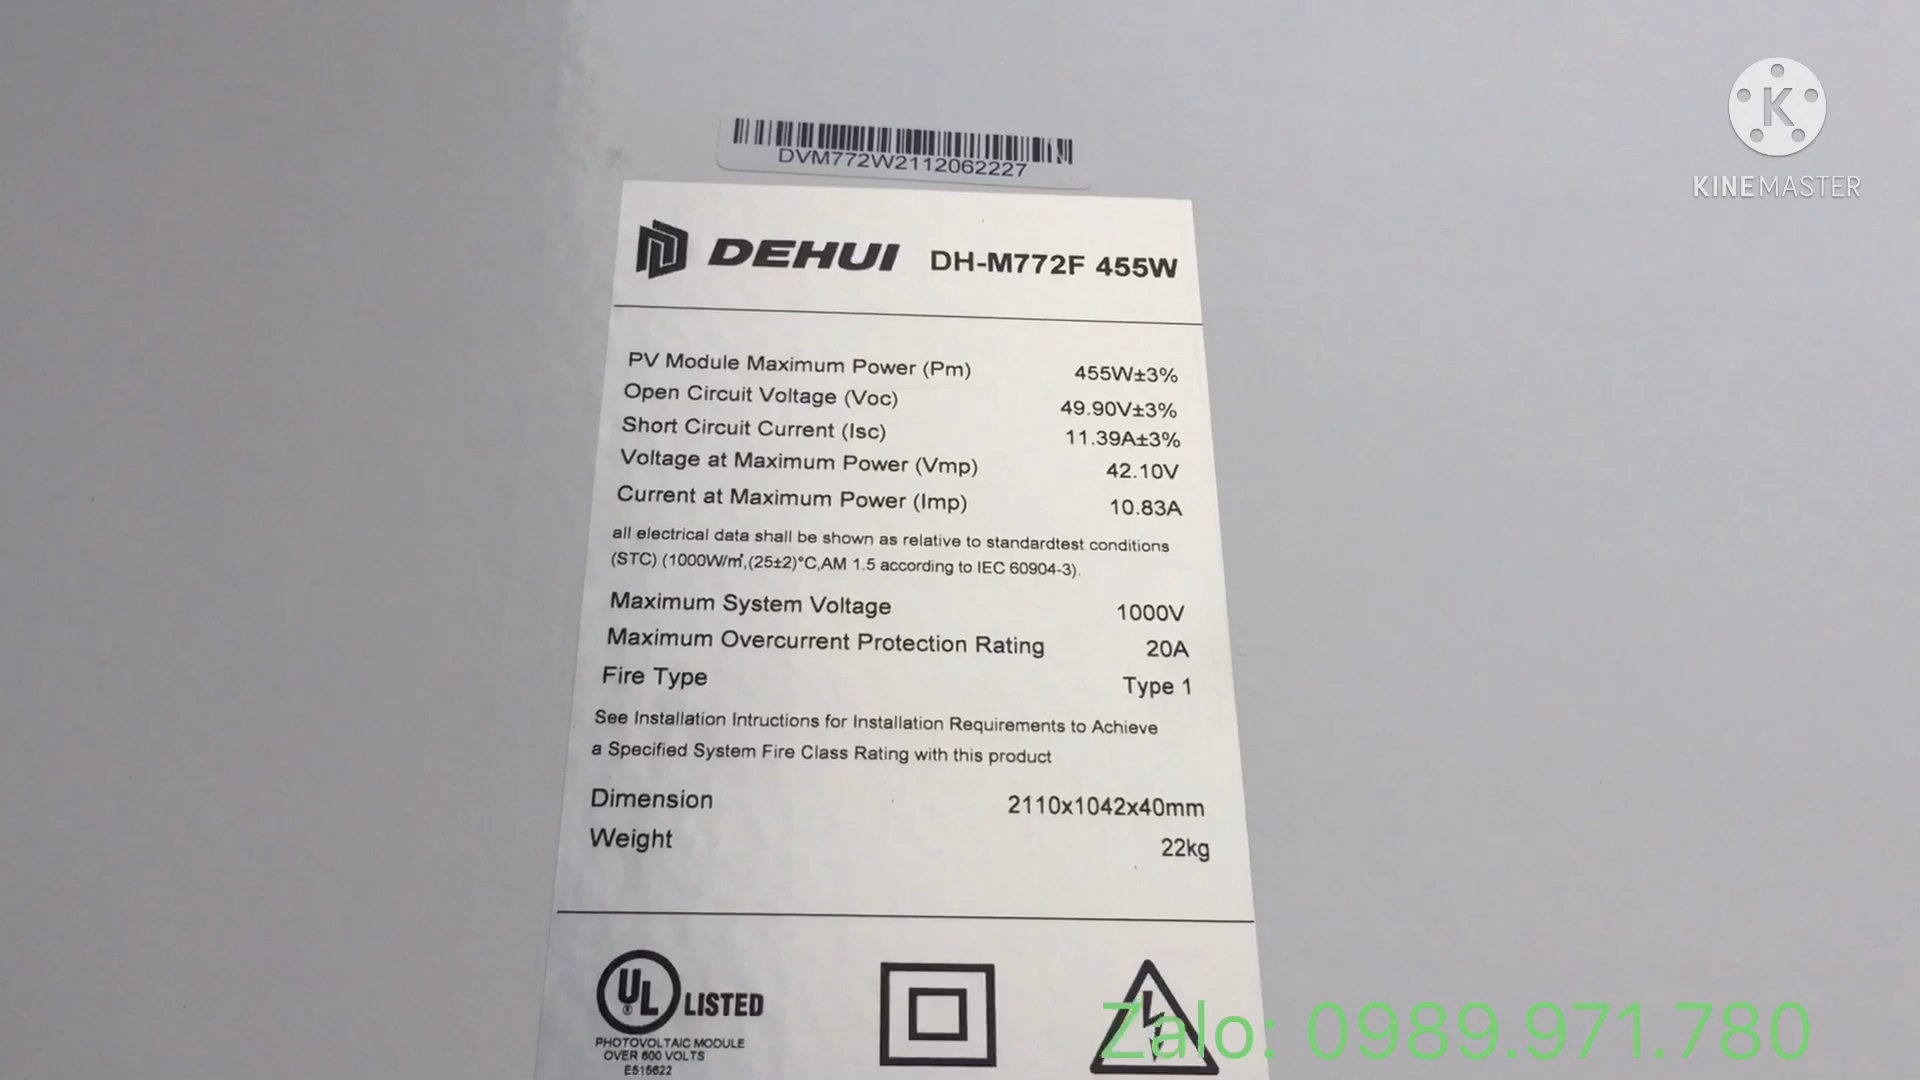 KINEMASTER
DVM772W2112062227
DEHUI DH-M772F 455W
PV Module Maximum Power (Pm) 455W±3%
Open Circuit Voltage (Voc) 49.90V±3%
Short Circuit Current (Isc) 11.39A±3%
Voltage at Maximum Power (Vmp) 42.10V
Current at Maximum Power (Imp) 10.83A
all electrical data shall be shown as relative to standardtest conditions
(STC) (1000W/㎡,(25±2)°C,AM 1.5 according to IEC 60904-3).
Maximum System Voltage 1000V
Maximum Overcurrent Protection Rating 20A
Fire Type Type 1
See Installation Intructions for Installation Requirements to Achieve
a Specified System Fire Class Rating with this product
Dimension 2110x1042x40mm
Weight 22kg
UL® LISTED
PHOTOVOLTAIC MODULE
OVER 600 VOLTS
E515622
Zalo: 0989.971.780